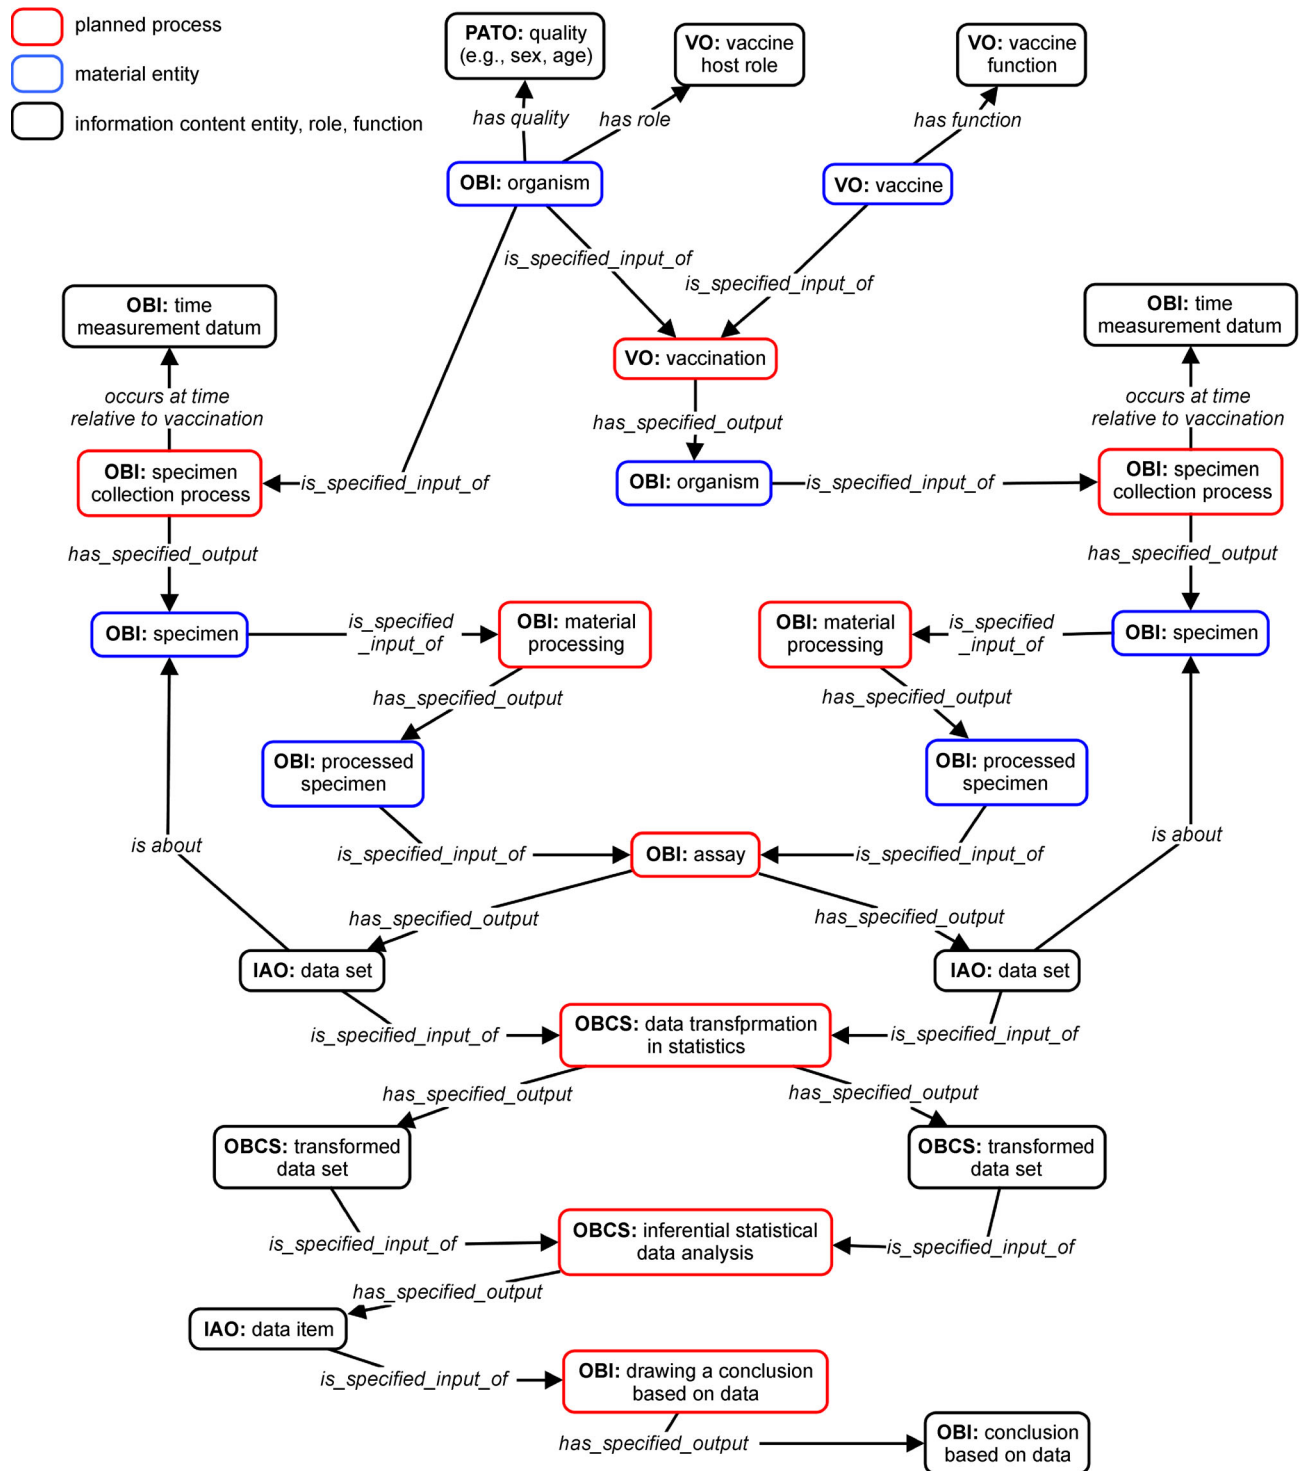 planned process
material entity
information content entity, role, function
PATO: quality
(e.g., sex, age)
VO: vaccine
host role
VO: vaccine
function
has quality
has role
has function
OBI: organism
VO: vaccine
is_specified_input_of
is_specified_input_of
OBI: time
measurement datum
OBI: time
measurement datum
VO: vaccination
occurs at time
relative to vaccination
has_specified_output
occurs at time
relative to vaccination
OBI: specimen
collection process
is_specified_input_of
OBI: organism
is_specified_input_of
OBI: specimen
collection process
has_specified_output
has_specified_output
OBI: specimen
is_specified
_input_of
OBI: material
processing
OBI: material
processing
is_specified
_input_of
OBI: specimen
has_specified_output
has_specified_output
OBI: processed
specimen
OBI: processed
specimen
is about
is_specified_input_of
OBI: assay
is_specified_input_of
is about
has_specified_output
has_specified_output
IAO: data set
IAO: data set
is_specified_input_of
OBCS: data transfprmation
in statistics
is_specified_input_of
has_specified_output
has_specified_output
OBCS: transformed
data set
OBCS: transformed
data set
is_specified_input_of
OBCS: inferential statistical
data analysis
is_specified_input_of
has_specified_output
IAO: data item
is_specified_input_of
OBI: drawing a conclusion
based on data
has_specified_output
OBI: conclusion
based on data